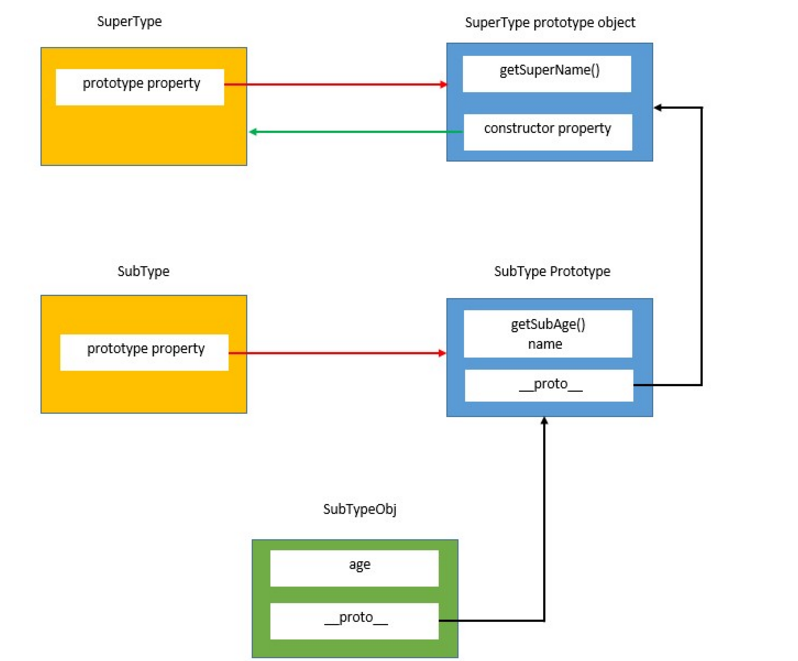 SuperType
SuperType prototype object
prototype property
getSuperName()
constructor property
SubType
SubType Prototype
prototype property
getSubAge()
name
__proto__
SubTypeObj
age
__proto__